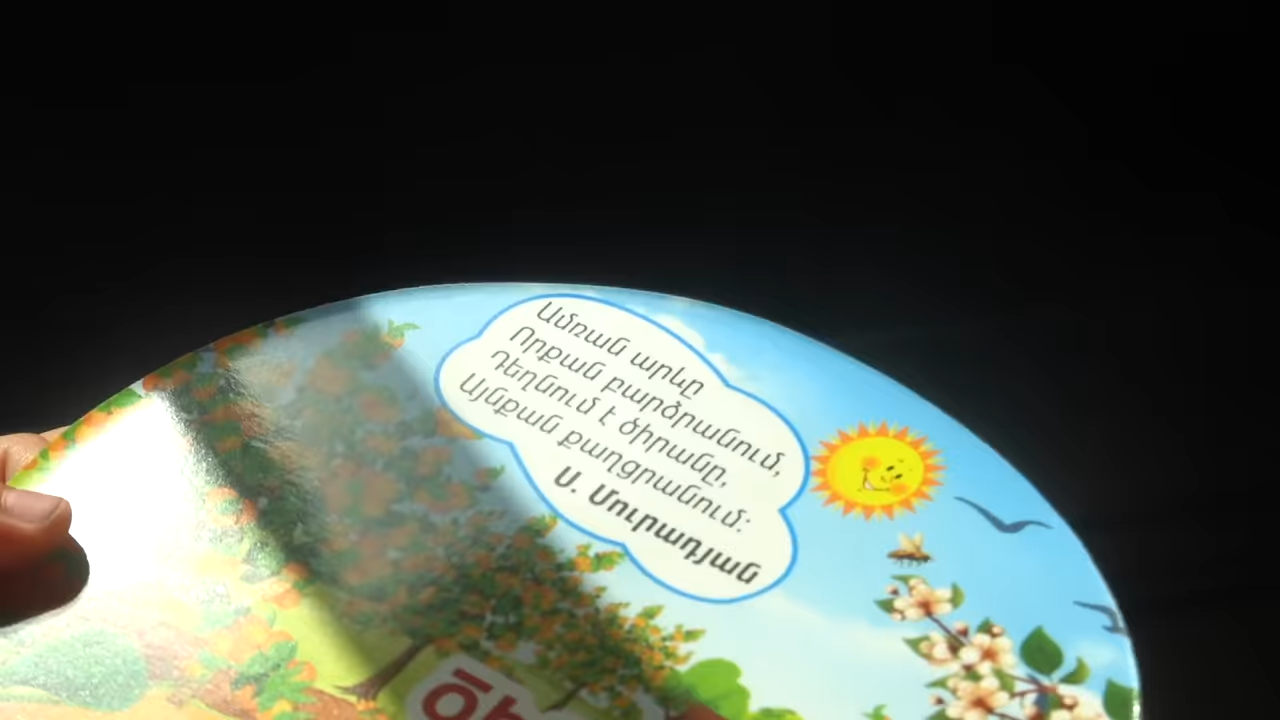 Ամռան արևը
Որքան բարձրանում,
Դեղնում է ծիրանը,
Այնքան քաղցրանում:
Ս. Մուրադյան